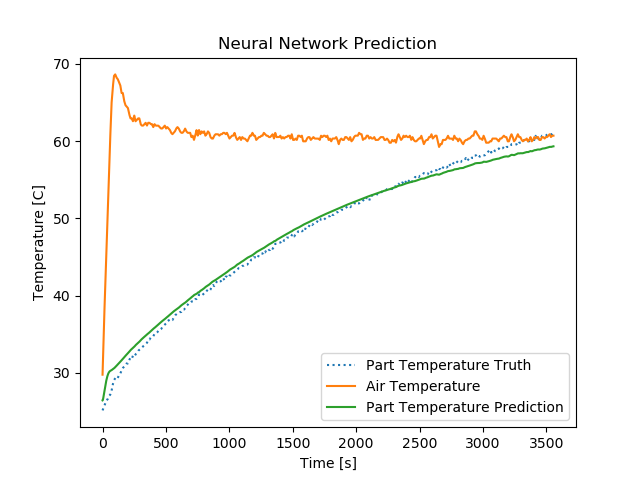 Neural Network Prediction
Temperature [C]
70
60
50
40
30
Part Temperature Truth
Air Temperature
Part Temperature Prediction
0 500 1000 1500 2000 2500 3000 3500
Time [s]